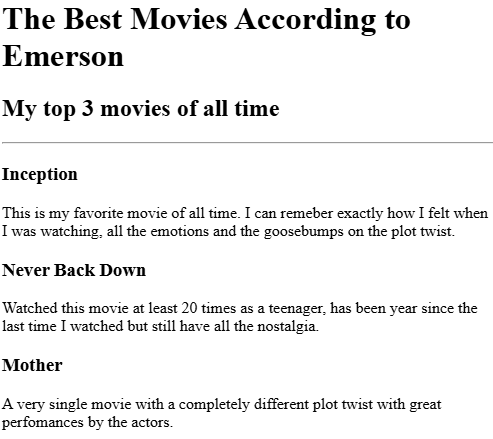 The Best Movies According to
Emerson
My top 3 movies of all time
Inception
This is my favorite movie of all time. I can remeber exactly how I felt when
I was watching, all the emotions and the goosebumps on the plot twist.
Never Back Down
Watched this movie at least 20 times as a teenager, has been year since the
last time I watched but still have all the nostalgia.
Mother
A very single movie with a completely different plot twist with great
perfomances by the actors.